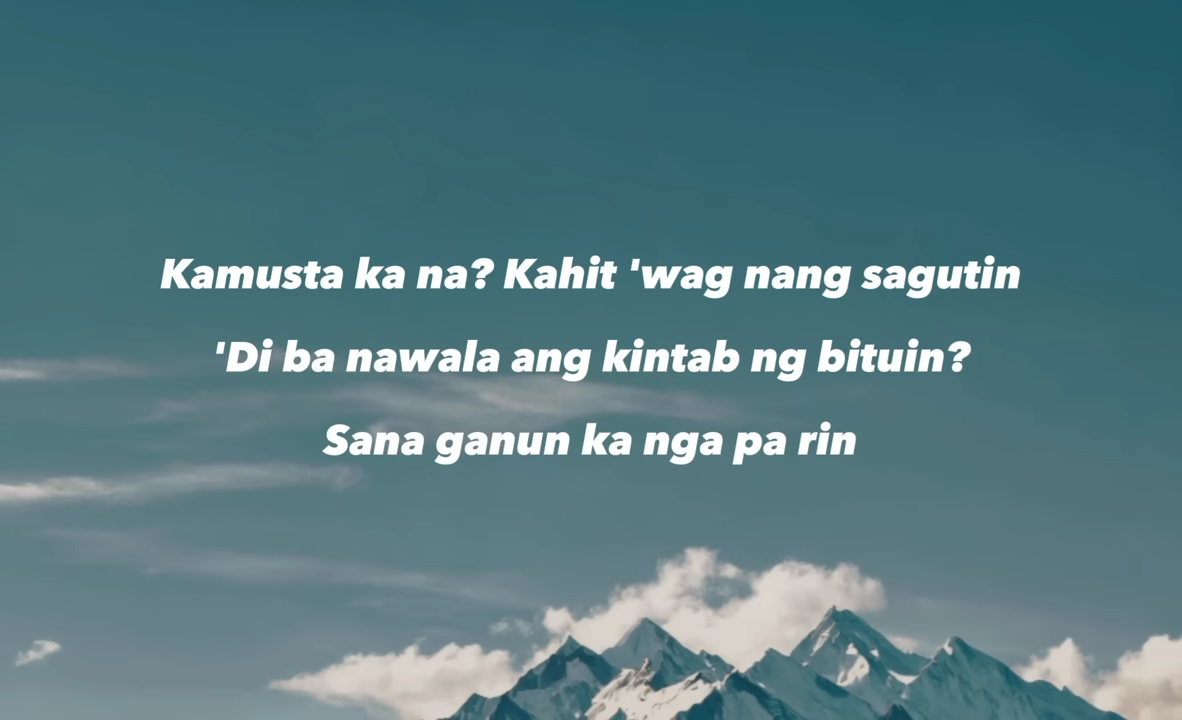 Kamusta ka na? Kahit 'wag nang sagutin
'Di ba nawala ang kintab ng bituin?
Sana ganun ka nga pa rin